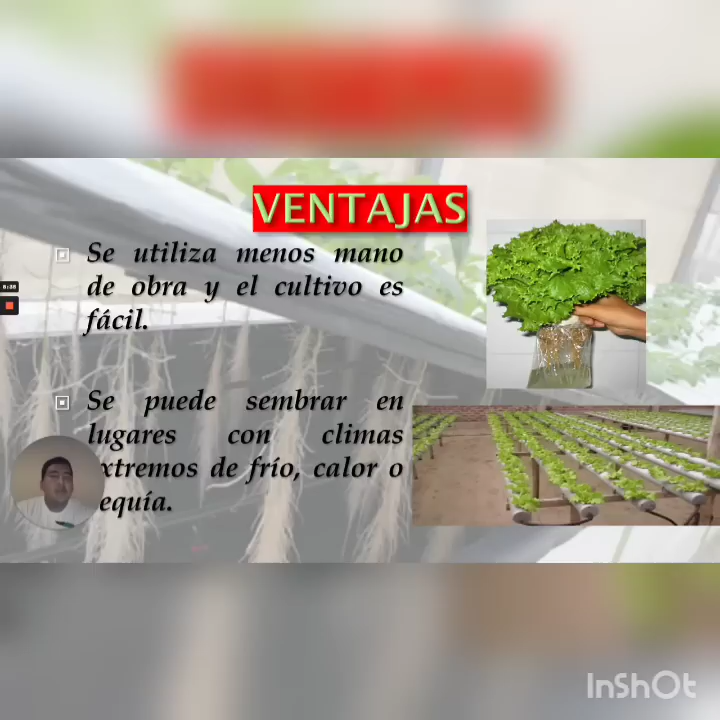 VENTAJAS
Se utiliza menos mano
de obra y el cultivo es
fácil.
Se puede sembrar en
lugares con climas
xtremos de frío, calor o
equía.
InShOt